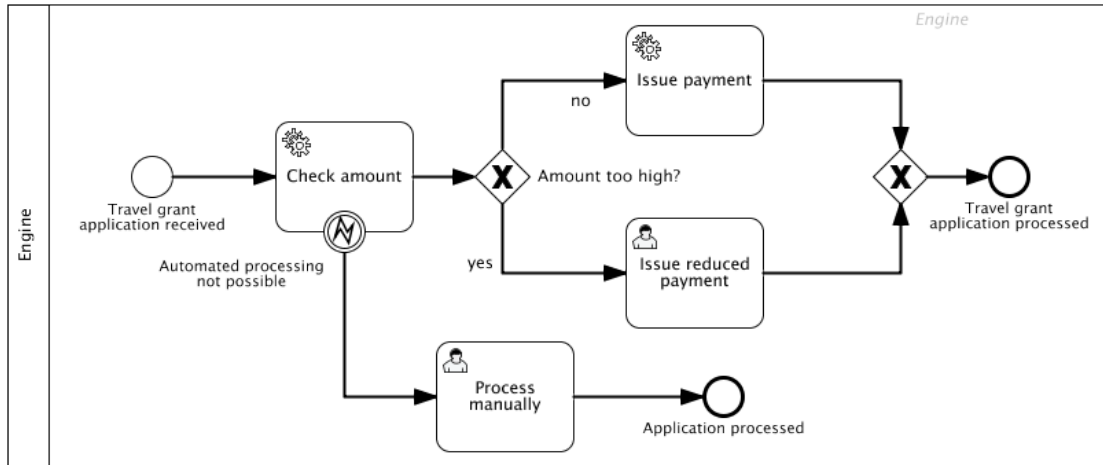 Engine
Engine
Issue payment
no
Check amount
Amount too high?
Travel grant
application received
Travel grant
application processed
yes
Issue reduced
payment
Automated processing
not possible
Process
manually
Application processed